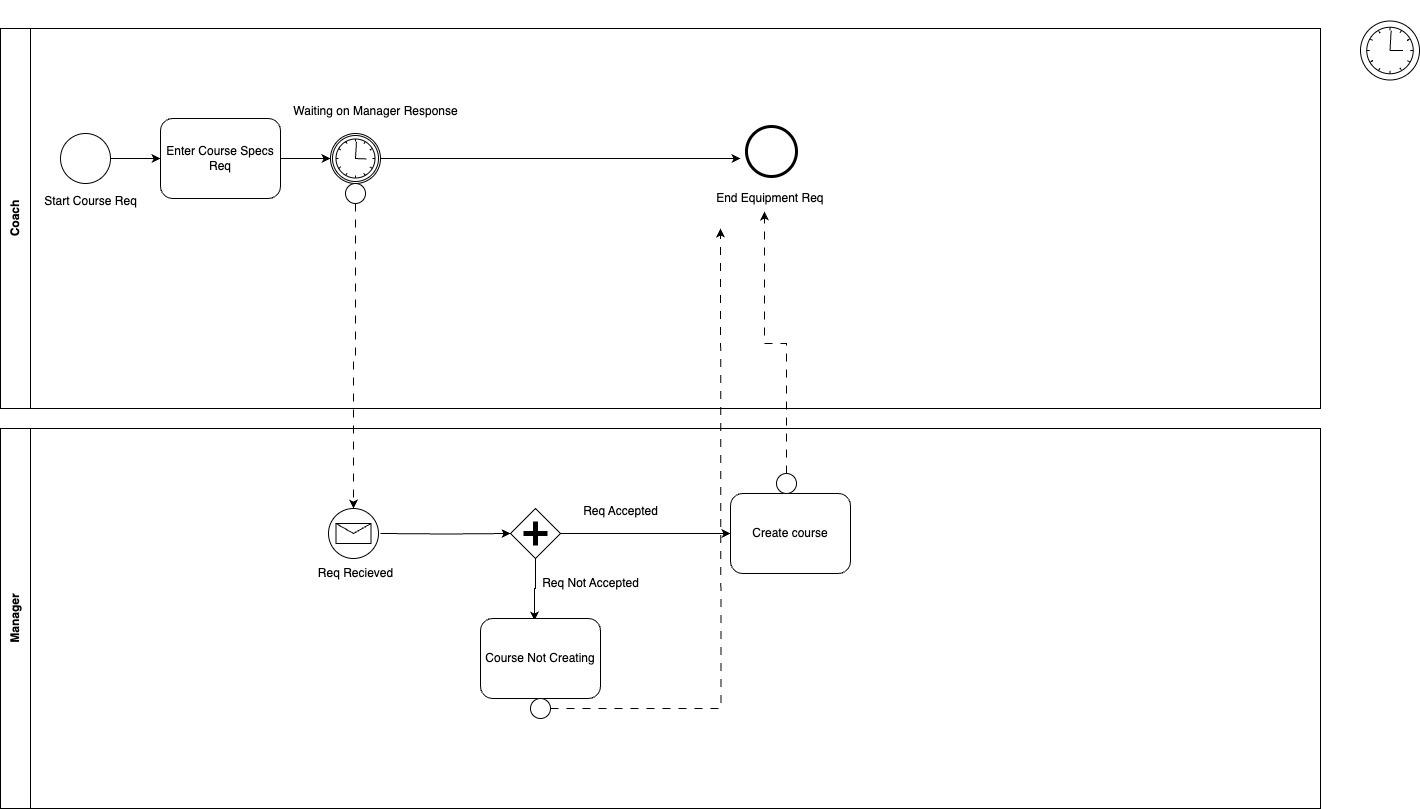 Coach
Waiting on Manager Response
Enter Course Specs
Req
Start Course Req
End Equipment Req
Manager
Req Accepted
Create course
Req Recieved
Req Not Accepted
Course Not Creating